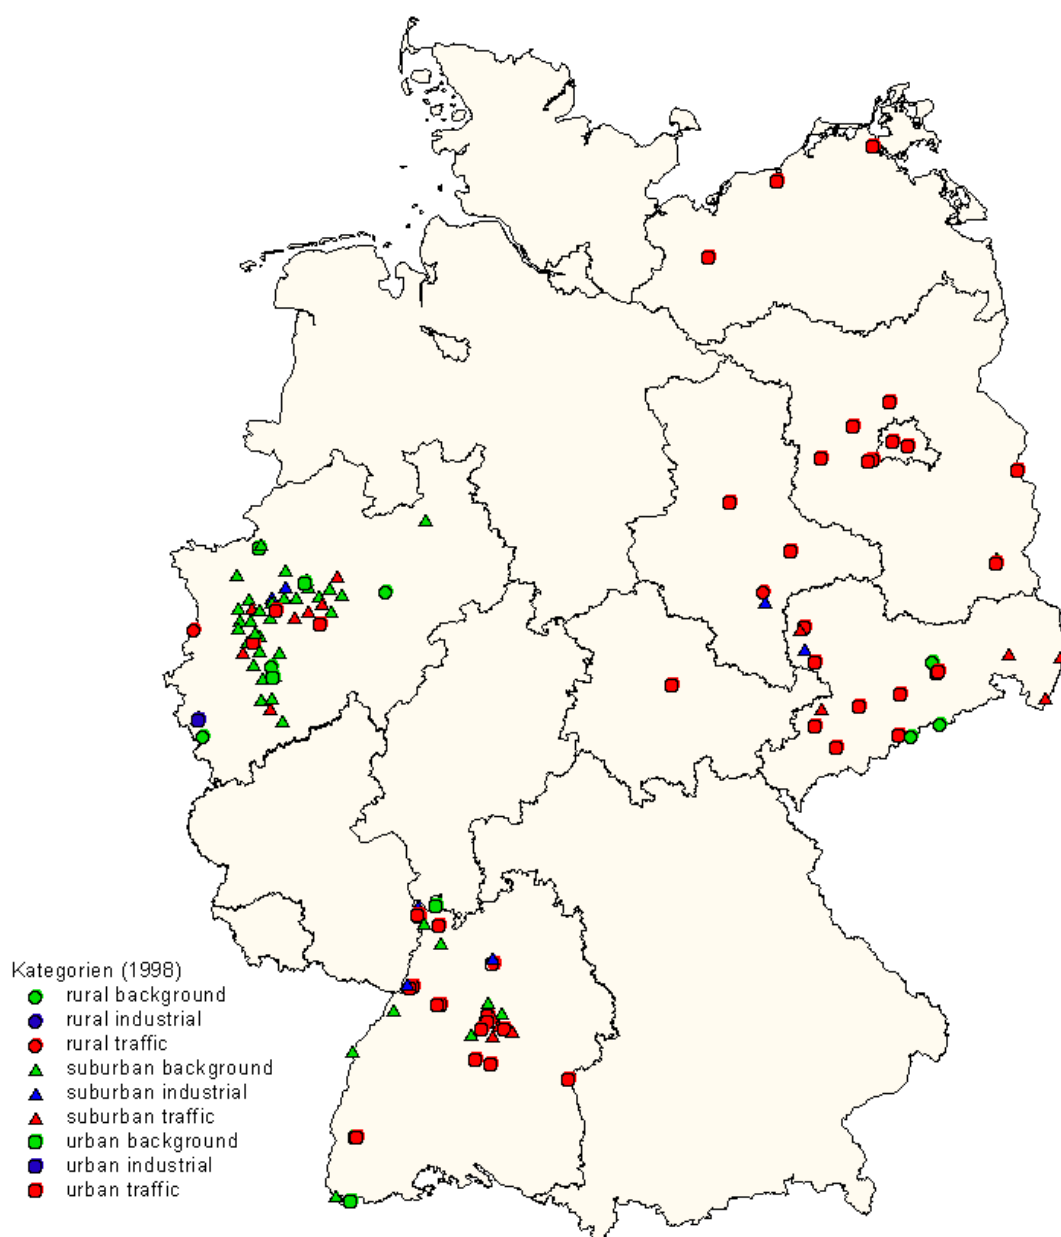 Kategorien (1998)
rural background
rural industrial
rural traffic
suburban background
suburban industrial
suburban traffic
urban background
urban industrial
urban traffic